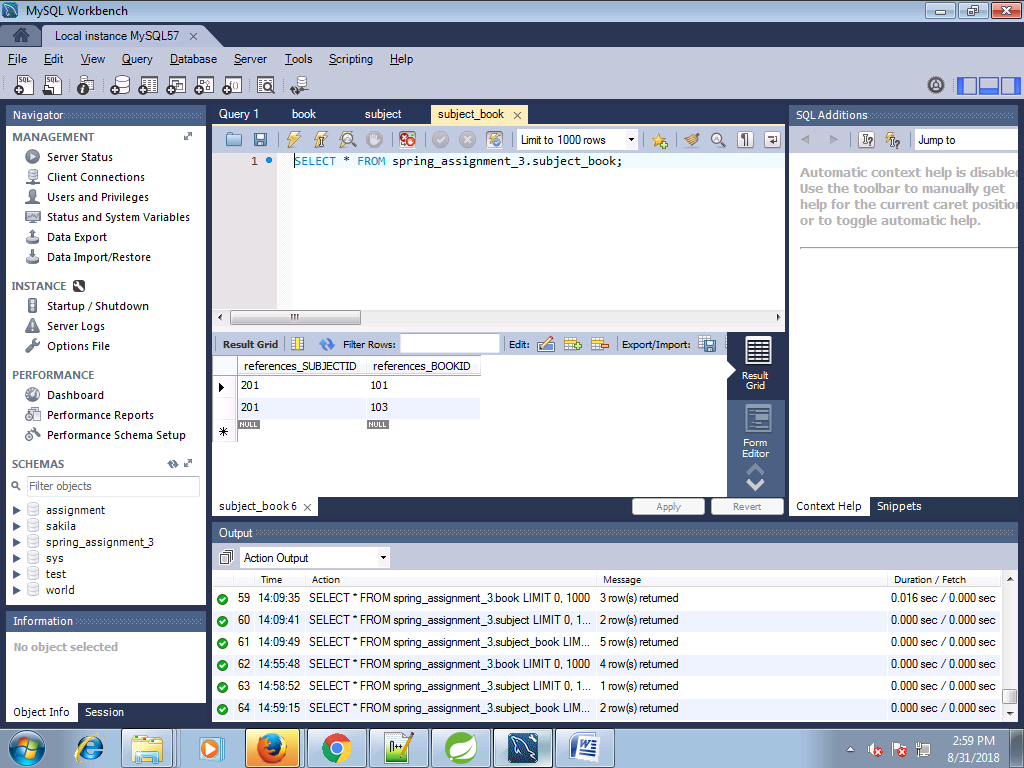 MySQL Workbench
Local instance MySQL57
File Edit View Query Database Server Tools Scripting Help
Navigator
MANAGEMENT
Server Status
Client Connections
Users and Privileges
Status and System Variables
Data Export
Data Import/Restore
INSTANCE
Startup / Shutdown
Server Logs
Options File
PERFORMANCE
Dashboard
Performance Reports
Performance Schema Setup
SCHEMAS
Filter objects
assignment
sakila
spring_assignment_3
sys
test
world
Information
No object selected
Object Info Session
Query 1 book subject subject_book
Limit to 1000 rows
1 SELECT * FROM spring_assignment_3.subject_book;
Result Grid Filter Rows: Edit: Export/Import:
references_SUBJECTID references_BOOKID
201 101
201 103
NULL NULL
Result
Grid
Form
Editor
subject_book 6
Apply Revert
SQL Additions
Jump to
Automatic context help is disabled
Use the toolbar to manually get
help for the current caret position
or to toggle automatic help.
Context Help Snippets
Output
Action Output
Time Action Message Duration / Fetch
59 14:09:35 SELECT * FROM spring_assignment_3.book LIMIT 0, 1000 3 row(s) returned 0.016 sec / 0.000 sec
60 14:09:41 SELECT * FROM spring_assignment_3.subject LIMIT 0, 1... 2 row(s) returned 0.000 sec / 0.000 sec
61 14:09:49 SELECT * FROM spring_assignment_3.subject_book LIM... 5 row(s) returned 0.000 sec / 0.000 sec
62 14:55:48 SELECT * FROM spring_assignment_3.book LIMIT 0, 1000 4 row(s) returned 0.000 sec / 0.000 sec
63 14:58:52 SELECT * FROM spring_assignment_3.subject LIMIT 0, 1... 1 row(s) returned 0.000 sec / 0.000 sec
64 14:59:15 SELECT * FROM spring_assignment_3.subject_book LIM... 2 row(s) returned 0.000 sec / 0.000 sec
2:59 PM
8/31/2018